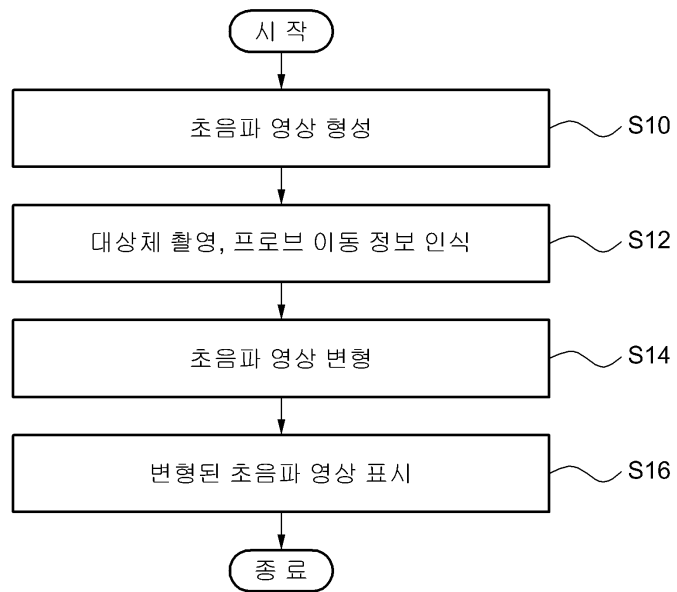 시 작
초음파 영상 형성
S10
대상체 촬영, 프로브 이동 정보 인식
S12
초음파 영상 변형
S14
변형된 초음파 영상 표시
S16
종 료